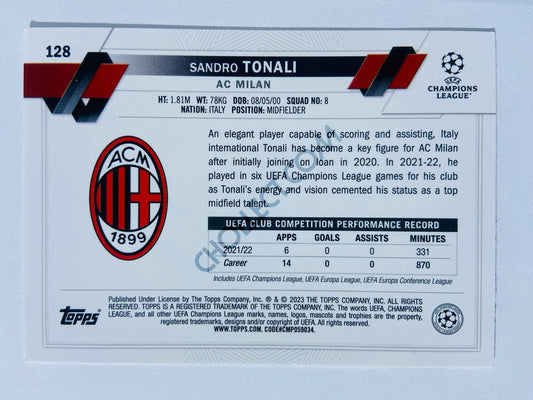 128
SANDRO TONALI
AC MILAN
HT: 1.81M WT: 78KG DOB: 08/05/00 SQUAD NO: 8
NATION: ITALY POSITION: MIDFIELDER
UEFA
CHAMPIONS
LEAGUE
An elegant player capable of scoring and assisting, Italy
international Tonali has become a key figure for AC Milan
after initially joining on loan in 2020. In 2021-22, he
played in six UEFA Champions League games for his club
as Tonali's energy and vision cemented his status as a top
midfield talent.
ACM
1899
UEFA CLUB COMPETITION PERFORMANCE RECORD
APPS GOALS ASSISTS MINUTES
2021/22 6 0 0 331
Career 14 0 0 870
Includes UEFA Champions League, UEFA Europa League, UEFA Europa Conference League
CHOLLECT.COM
topps
Published Under License by The Topps Company, Inc. ® & © 2023 THE TOPPS COMPANY, INC. ALL RIGHTS
RESERVED. TOPPS IS A REGISTERED TRADEMARK OF THE TOPPS COMPANY, INC. The words UEFA, CHAMPIONS
LEAGUE, and all other UEFA Champions League marks, names, logos, mascots and trophies are the property,
registered trademarks, designs and/or copyright of UEFA. All rights reserved.
WWW.TOPPS.COM. CODE#CMP059034.